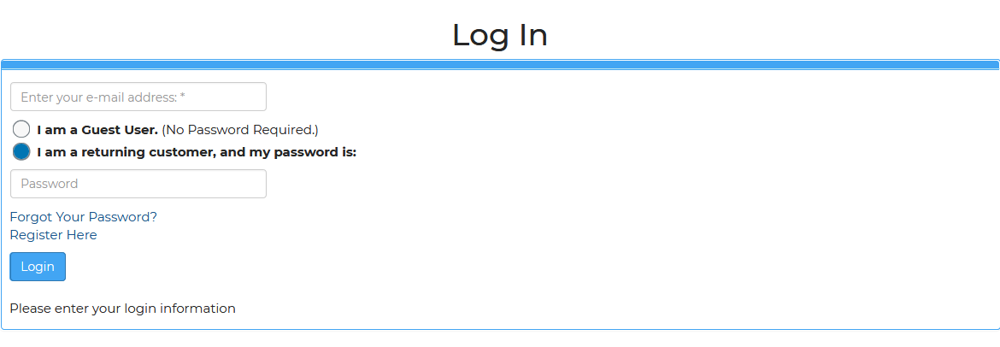 Log In
Enter your e-mail address: *
I am a Guest User. (No Password Required.)
I am a returning customer, and my password is:
Password
Forgot Your Password?
Register Here
Login
Please enter your login information